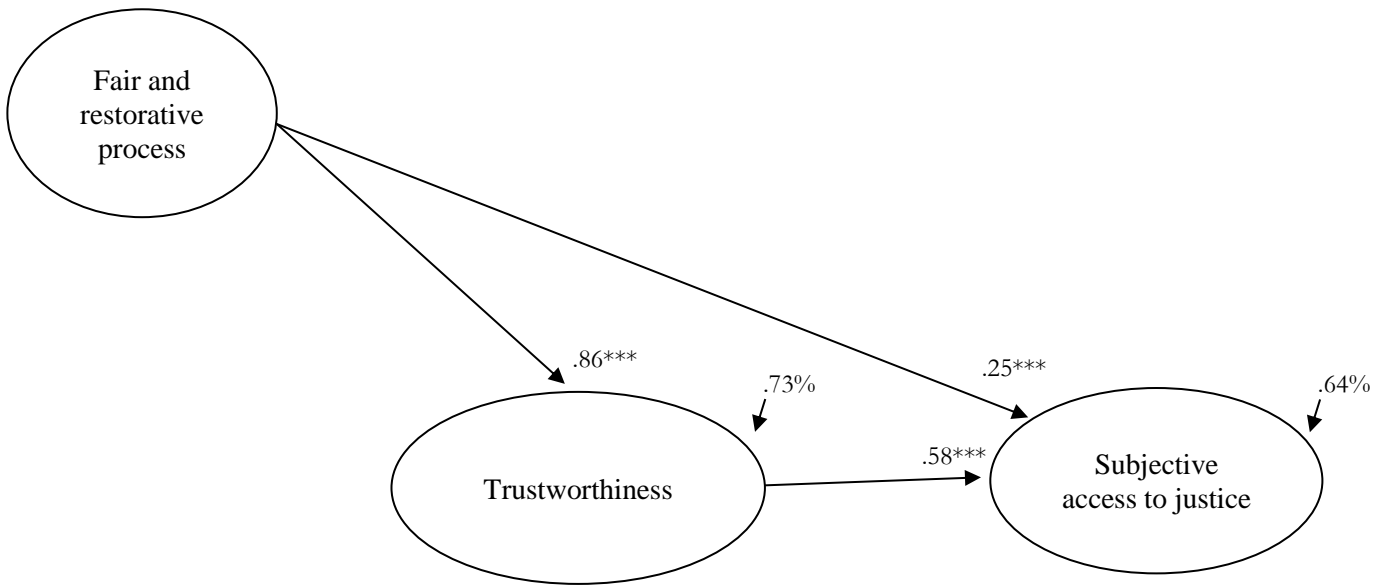 Fair and
restorative
process
.86***
.73%
.25***
.64%
.58***
Trustworthiness
Subjective
access to justice